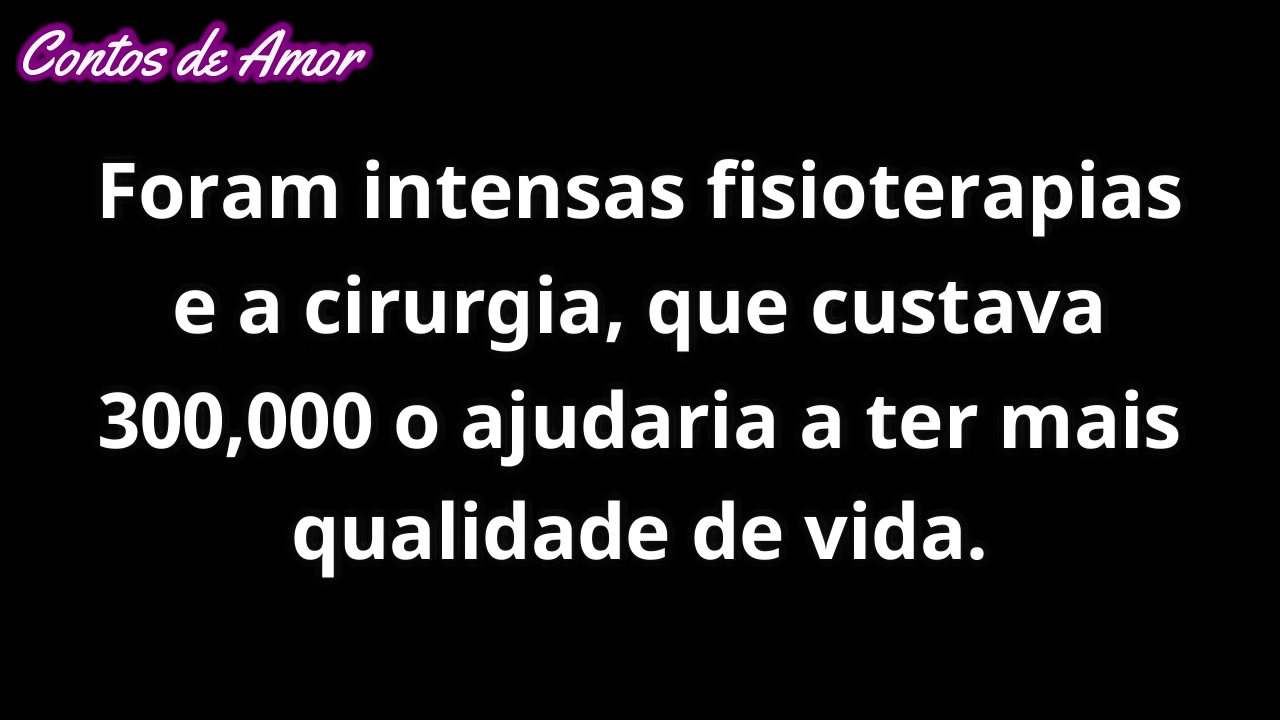 Contos de Amor
Foram intensas fisioterapias
e a cirurgia, que custava
300,000 o ajudaria a ter mais
qualidade de vida.